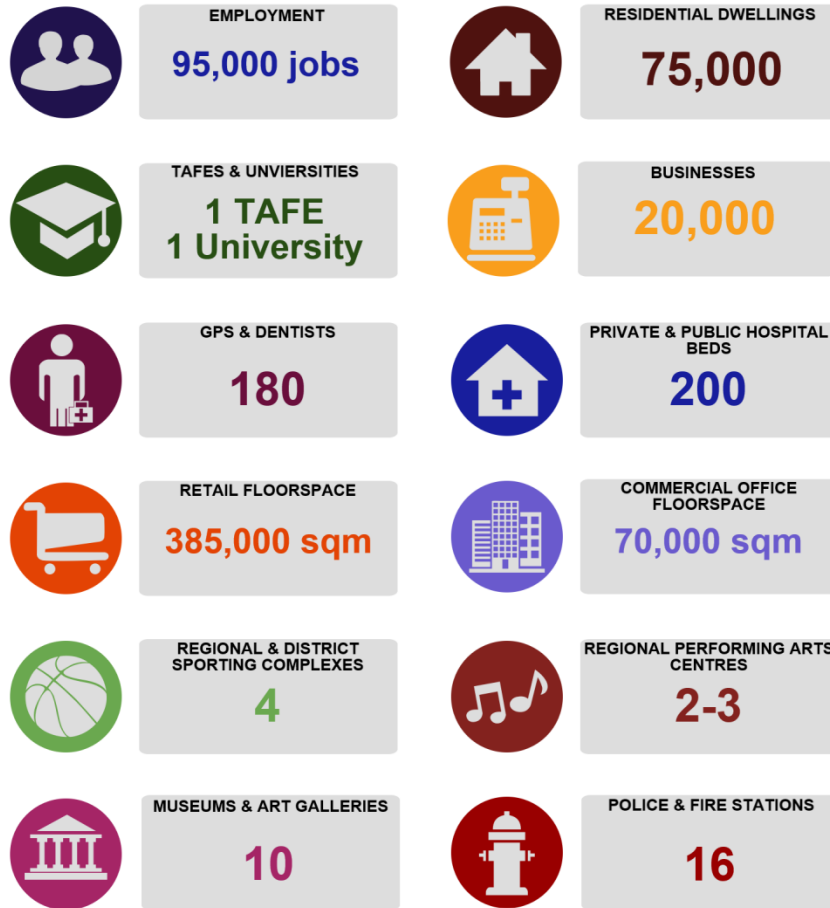 EMPLOYMENT
95,000 jobs
RESIDENTIAL DWELLINGS
75,000
TAFES & UNVIERSITIES
1 TAFE
1 University
BUSINESSES
20,000
GPS & DENTISTS
180
PRIVATE & PUBLIC HOSPITAL
BEDS
200
RETAIL FLOORSPACE
385,000 sqm
COMMERCIAL OFFICE
FLOORSPACE
70,000 sqm
REGIONAL & DISTRICT
SPORTING COMPLEXES
4
REGIONAL PERFORMING ARTS
CENTRES
2-3
MUSEUMS & ART GALLERIES
10
POLICE & FIRE STATIONS
16